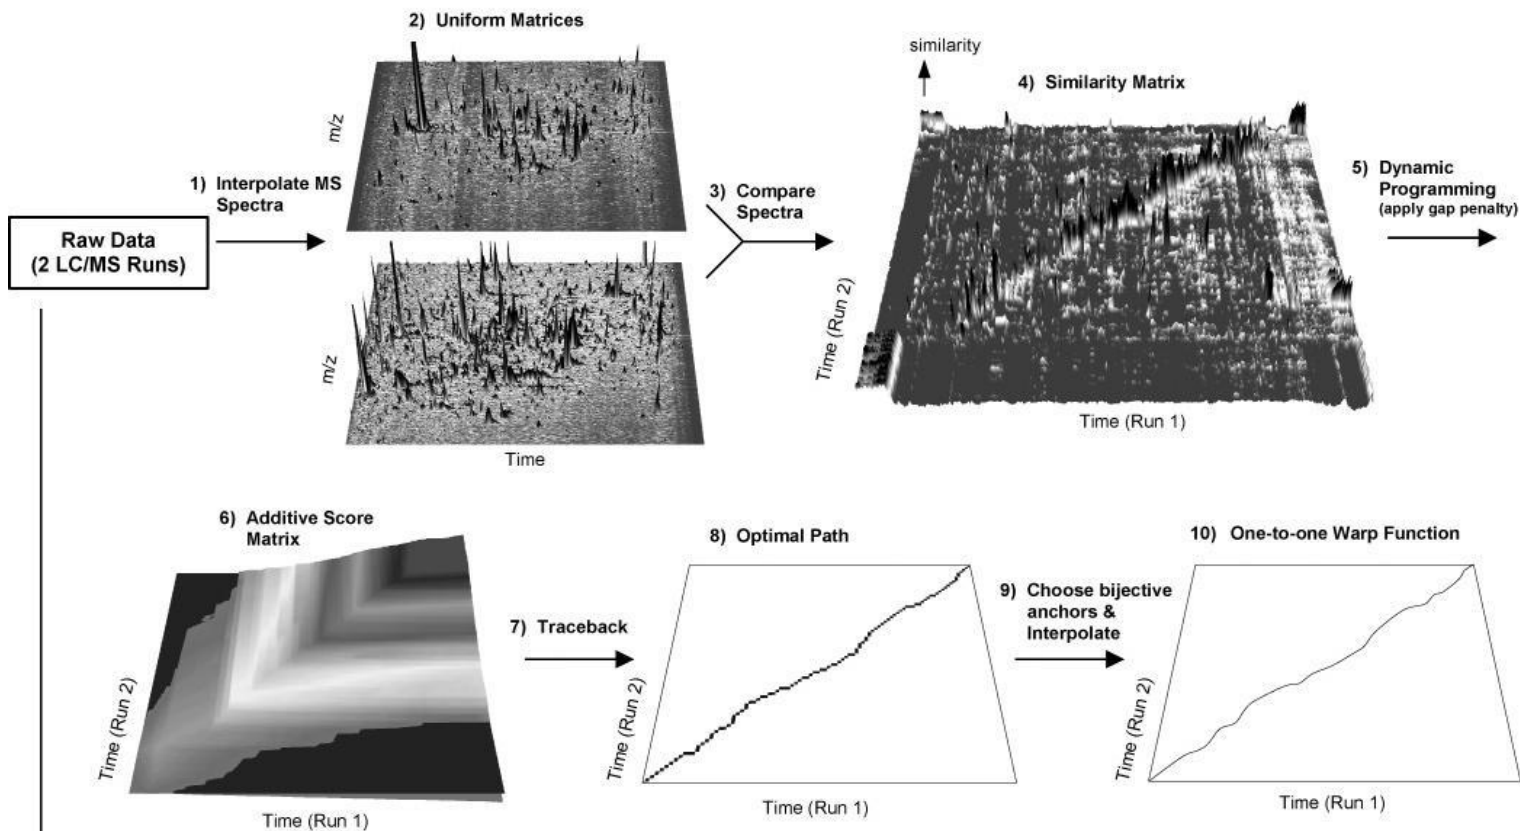 2) Uniform Matrices
m/z
1) Interpolate MS
Spectra
Raw Data
(2 LC/MS Runs)
m/z
Time
3) Compare
Spectra
similarity
4) Similarity Matrix
Time (Run 2)
Time (Run 1)
5) Dynamic
Programming
(apply gap penalty)
6) Additive Score
Matrix
Time (Run 2)
Time (Run 1)
7) Traceback
8) Optimal Path
Time (Run 2)
Time (Run 1)
9) Choose bijective
anchors &
Interpolate
10) One-to-one Warp Function
Time (Run 2)
Time (Run 1)